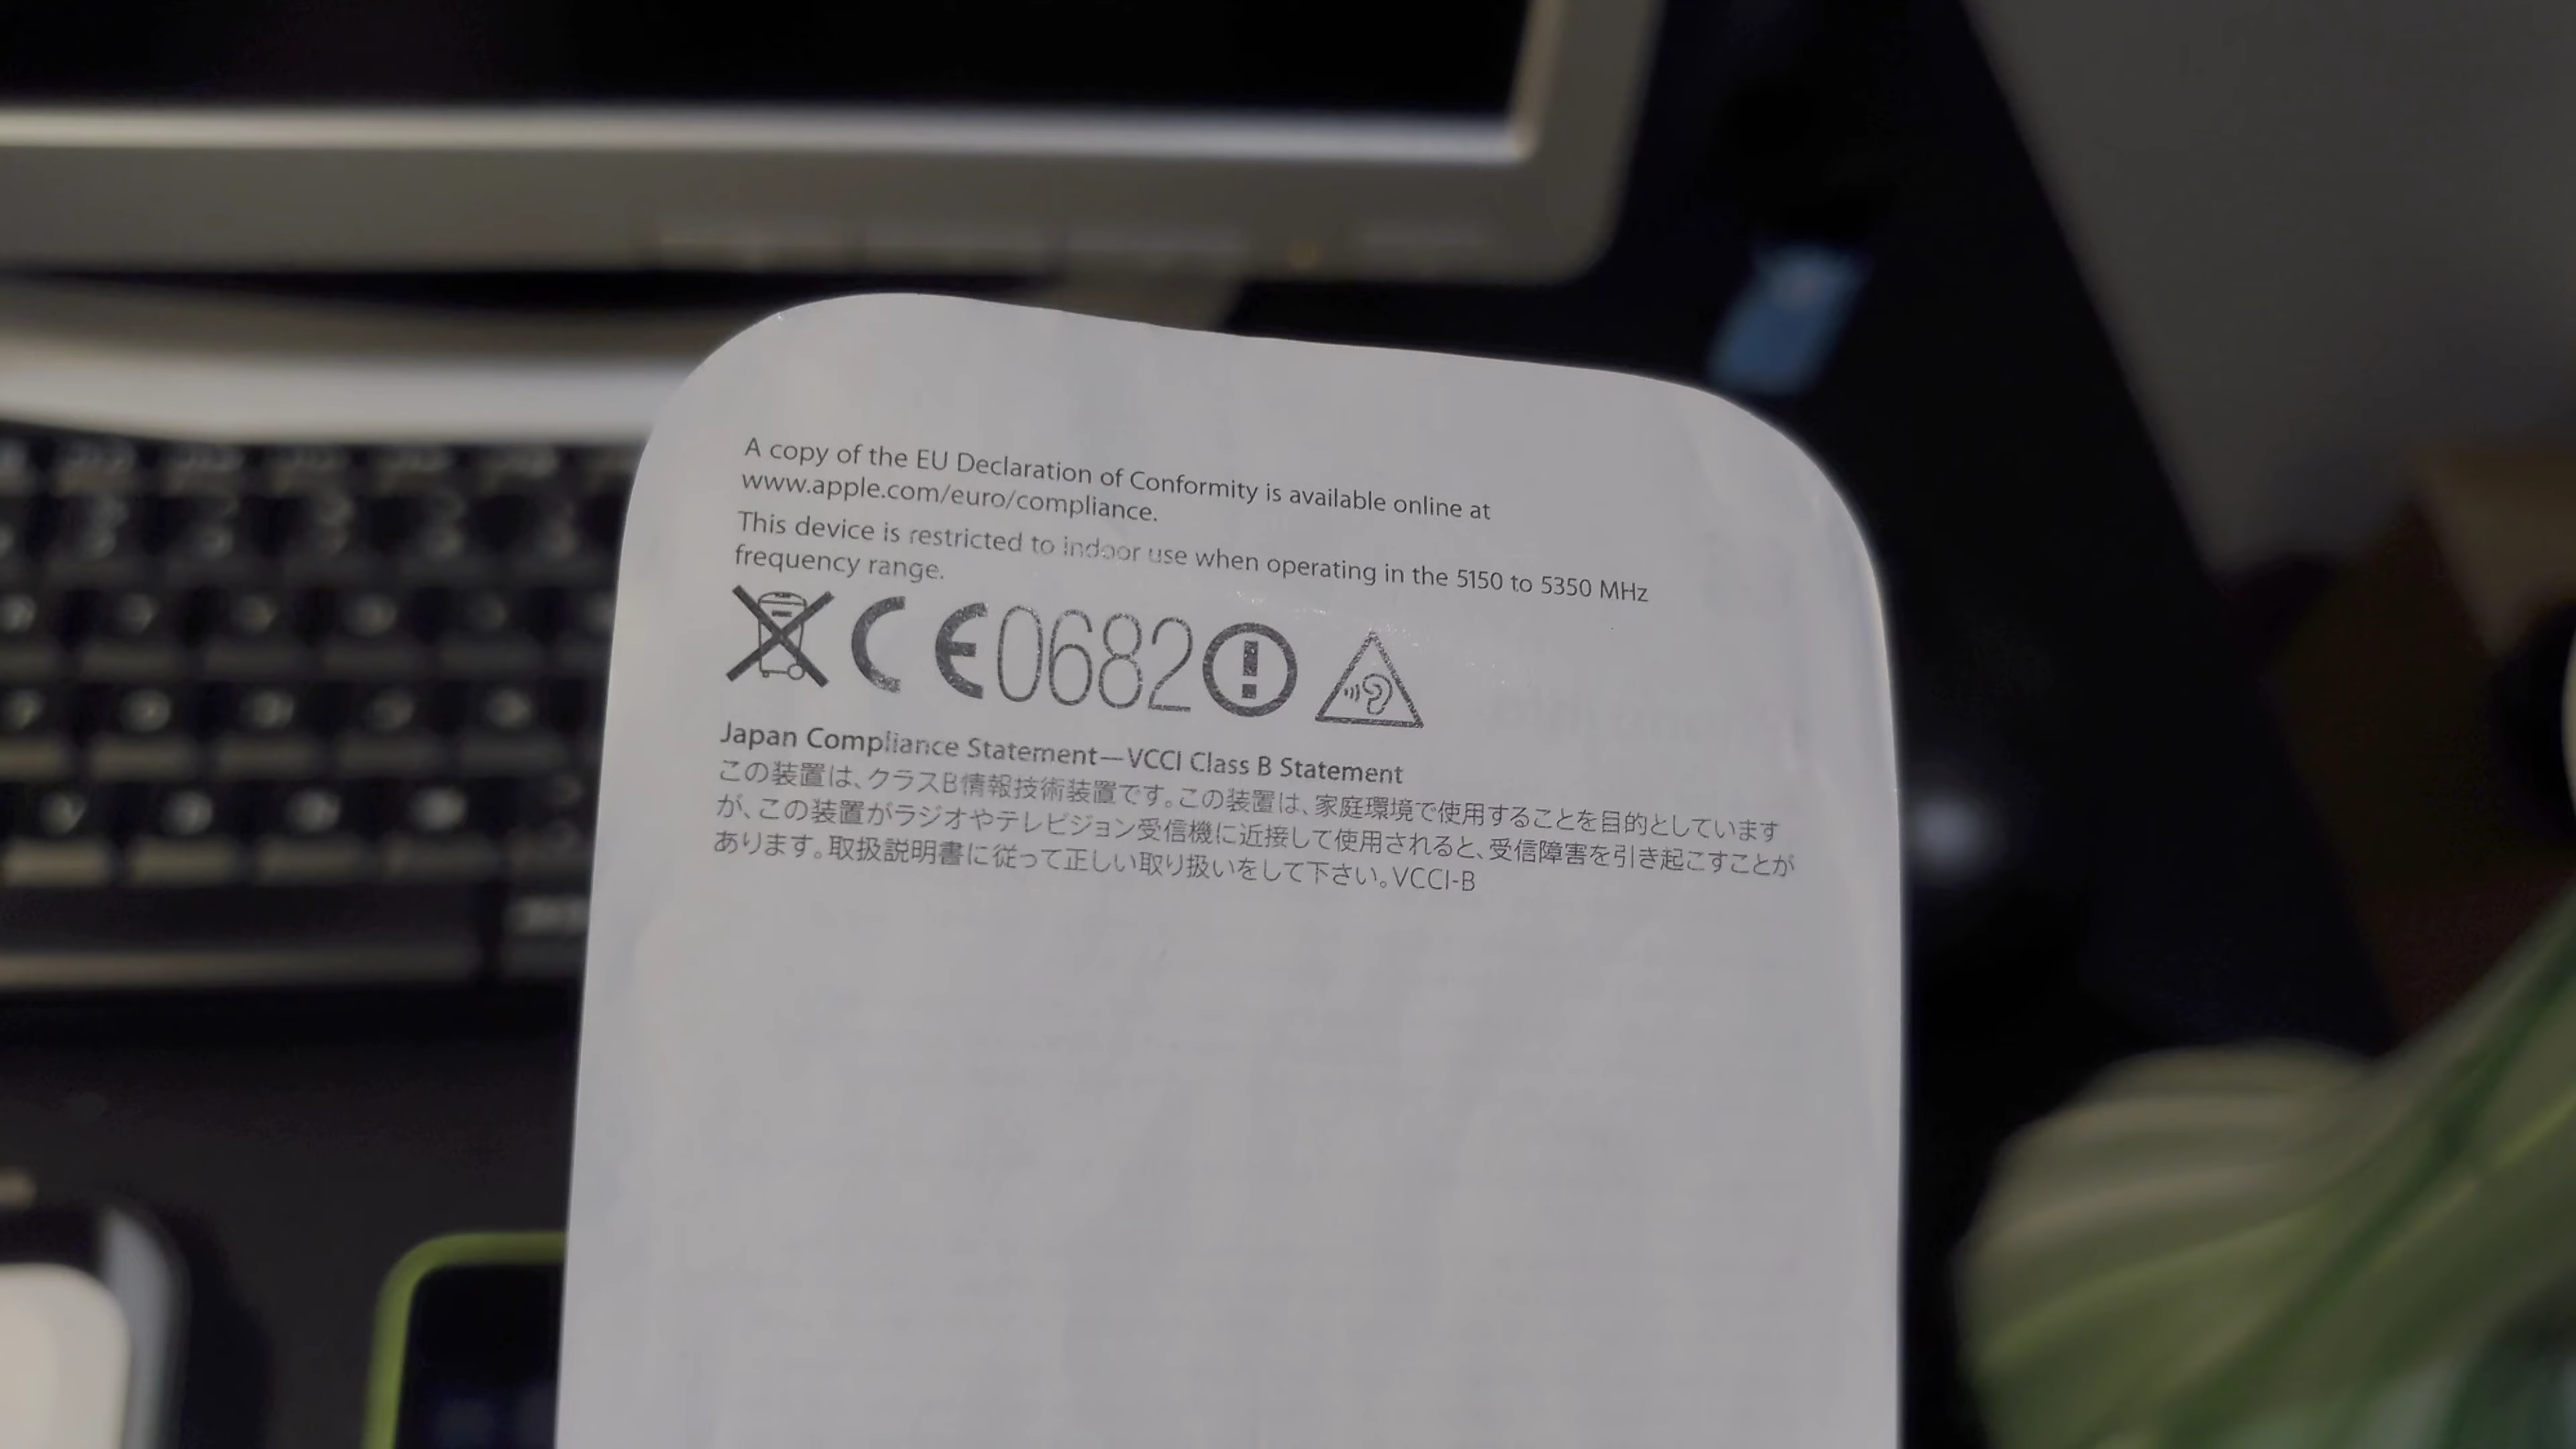 A copy of the EU Declaration of Conformity is available online at
www.apple.com/euro/compliance.
This device is restricted to indoor use when operating in the 5150 to 5350 MHz
frequency range.
CE0682
Japan Compliance Statement—VCCI Class B Statement
この装置は、クラスB情報技術装置です。この装置は、家庭環境で使用することを目的としています
が、この装置がラジオやテレビジョン受信機に近接して使用されると、受信障害を引き起こすことが
あります。取扱説明書に従って正しい取り扱いをして下さい。VCCI-B